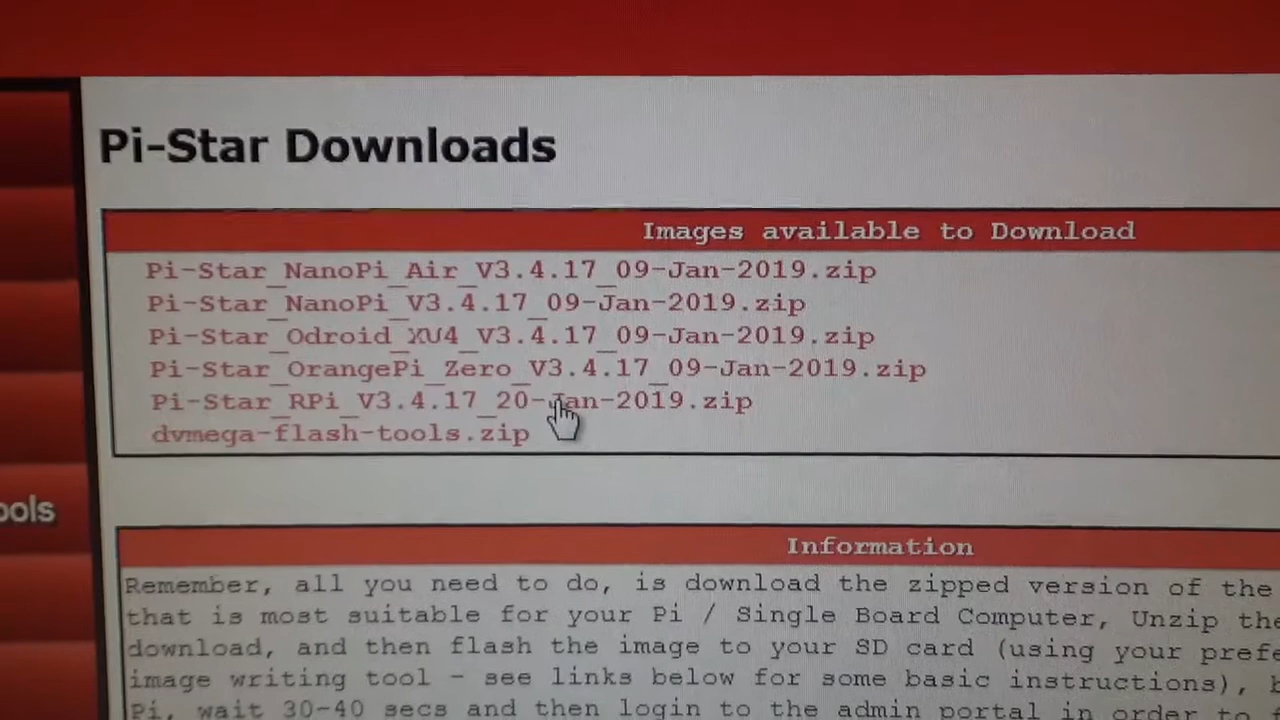 Pi-Star Downloads
Images available to Download
Pi-Star_NanoPi_Air_V3.4.17_09-Jan-2019.zip
Pi-Star_NanoPi_V3.4.17_09-Jan-2019.zip
Pi-Star_Odroid_XU4_V3.4.17_09-Jan-2019.zip
Pi-Star_OrangePi_Zero_V3.4.17_09-Jan-2019.zip
Pi-Star_RPi_V3.4.17_20-Jan-2019.zip
dvmega-flash-tools.zip
ools
Information
Remember, all you need to do, is download the zipped version of the
that is most suitable for your Pi / Single Board Computer, Unzip the
download, and then flash the image to your SD card (using your prefe
image writing tool - see links below for some basic instructions), b
Pi, wait 30-40 secs and then login to the admin portal in order to